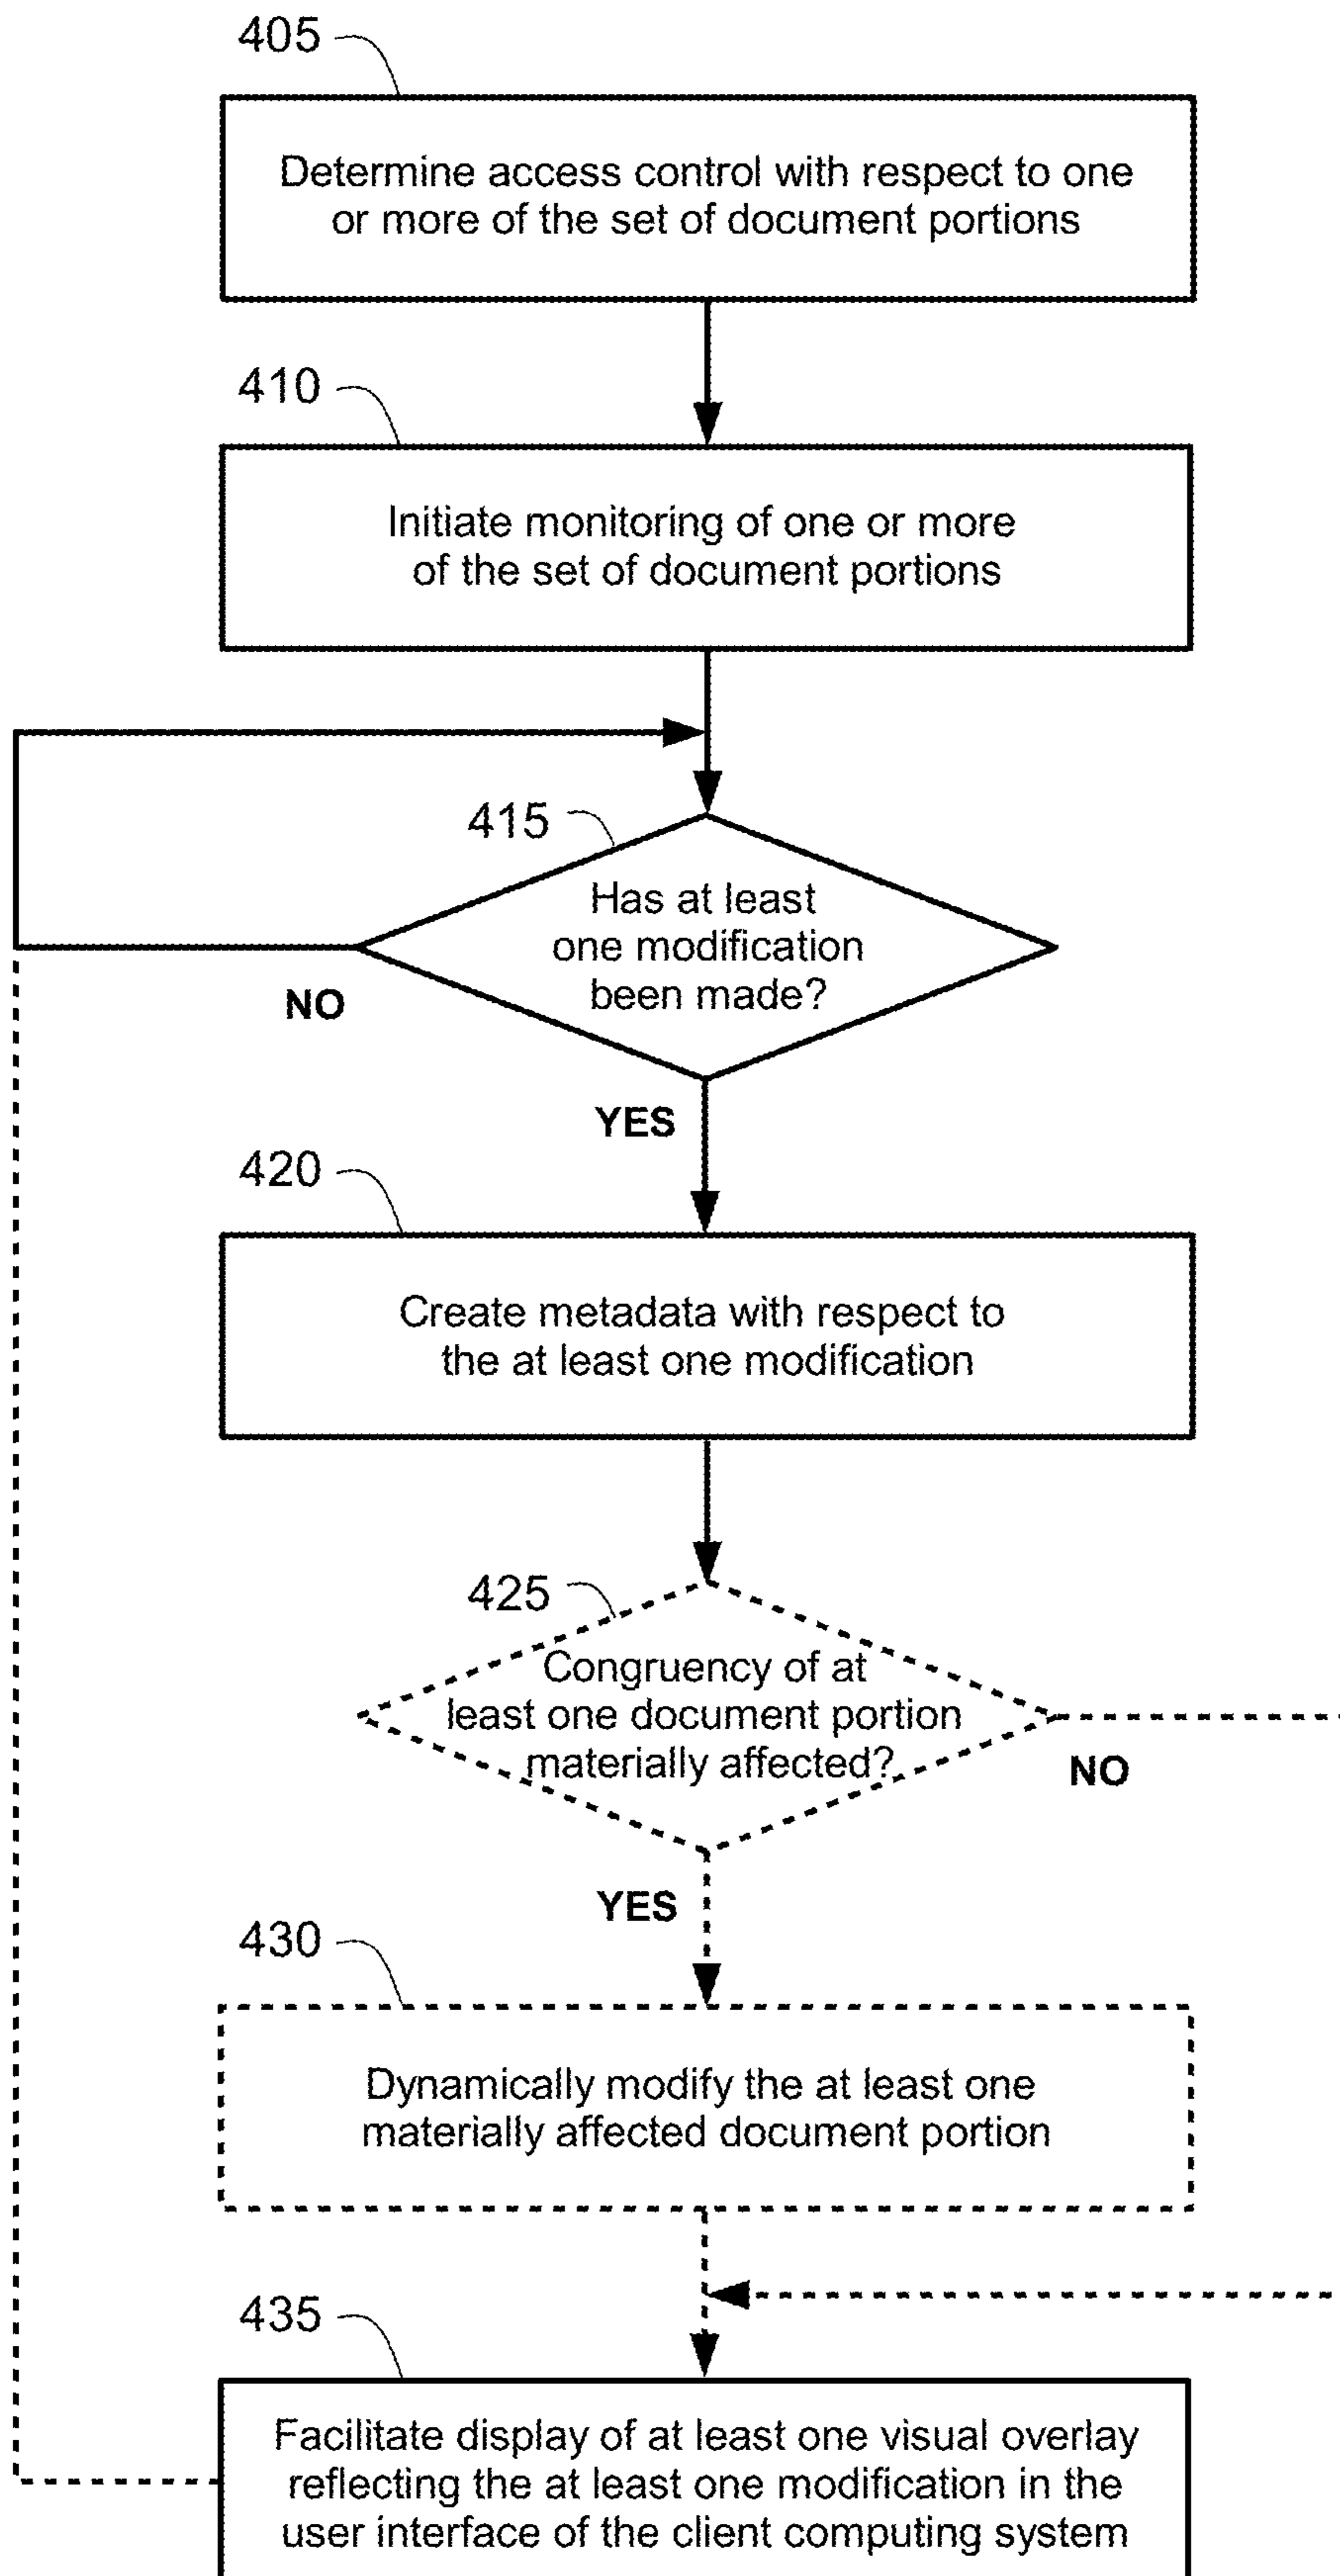 405
Determine access control with respect to one
or more of the set of document portions
410
Initiate monitoring of one or more
of the set of document portions
415
Has at least
one modification
been made?
NO
YES
420
Create metadata with respect to
the at least one modification
425
Congruency of at
least one document portion
materially affected?
NO
YES
430
Dynamically modify the at least one
materially affected document portion
435
Facilitate display of at least one visual overlay
reflecting the at least one modification in the
user interface of the client computing system